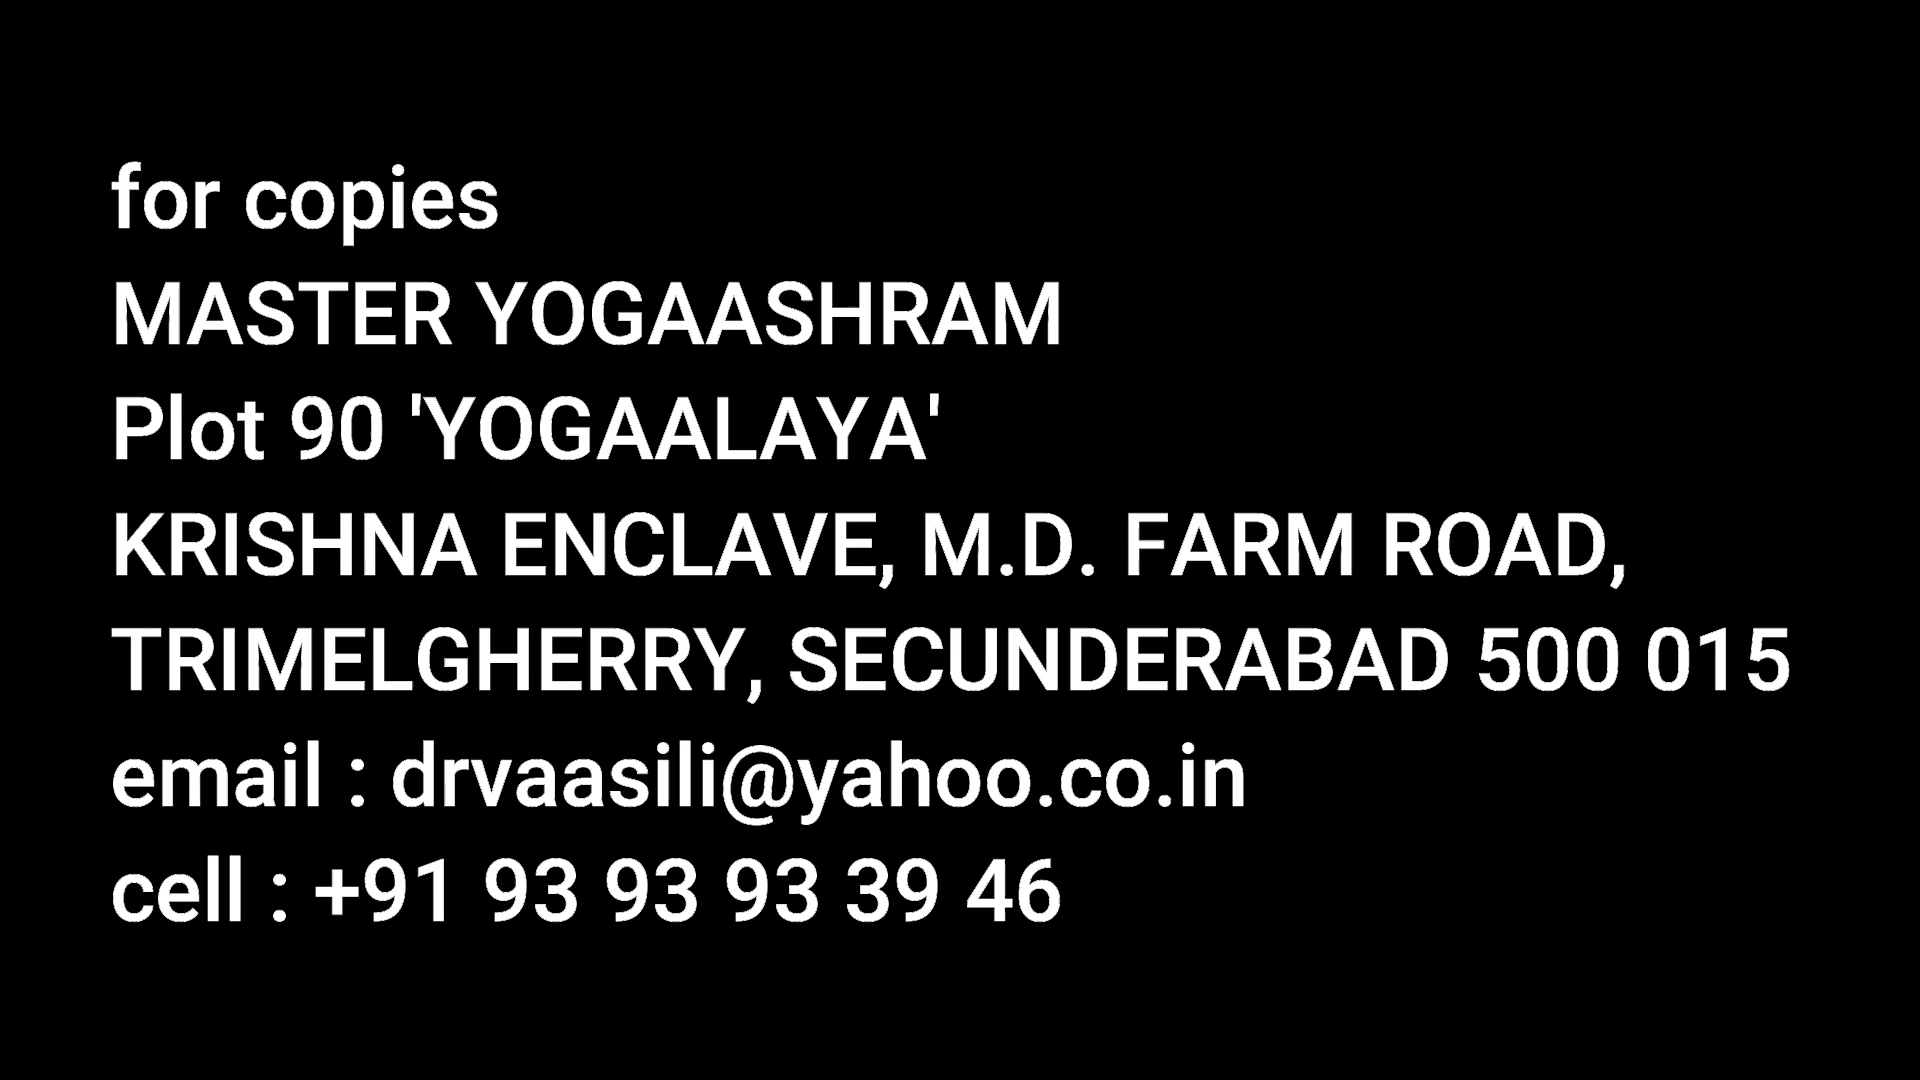 for copies
MASTER YOGAASHRAM
Plot 90 'YOGAALAYA'
KRISHNA ENCLAVE, M.D. FARM ROAD,
TRIMELGHERRY, SECUNDERABAD 500 015
email : drvaasili@yahoo.co.in
cell : +91 93 93 93 39 46